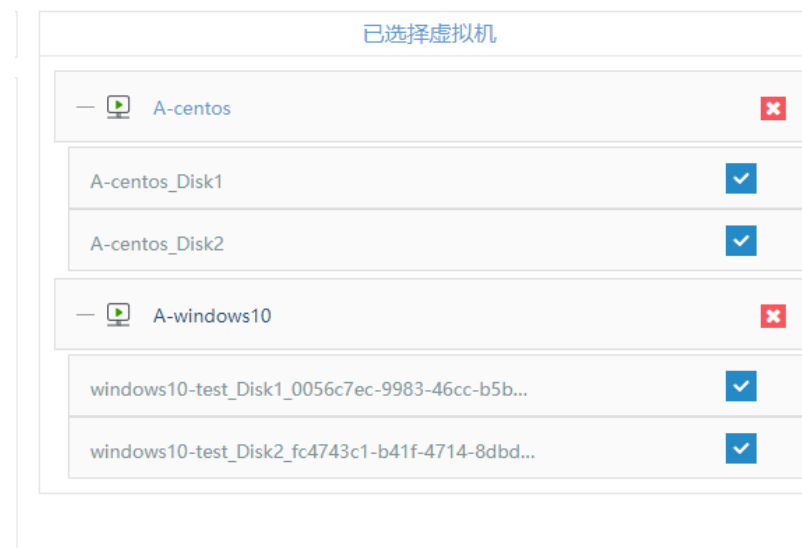 已选择虚拟机
A-centos
A-centos_Disk1
A-centos_Disk2
A-windows10
windows10-test_Disk1_0056c7ec-9983-46cc-b5b...
windows10-test_Disk2_fc4743c1-b41f-4714-8dbd...